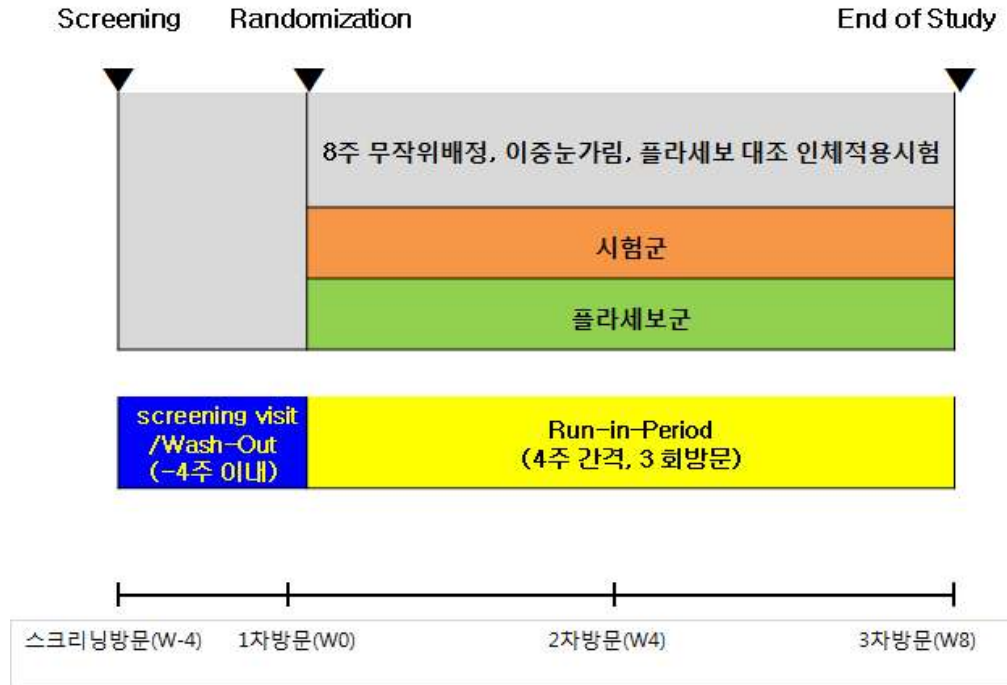 Screening Randomization End of Study
8주 무작위배정, 이중눈가림, 플라세보 대조 인체적용시험
시험군
플라세보군
screening visit
/Wash-Out
(-4주 이내)
Run-in-Period
(4주 간격, 3 회방문)
스크리닝방문(W-4) 1차방문(W0) 2차방문(W4) 3차방문(W8)